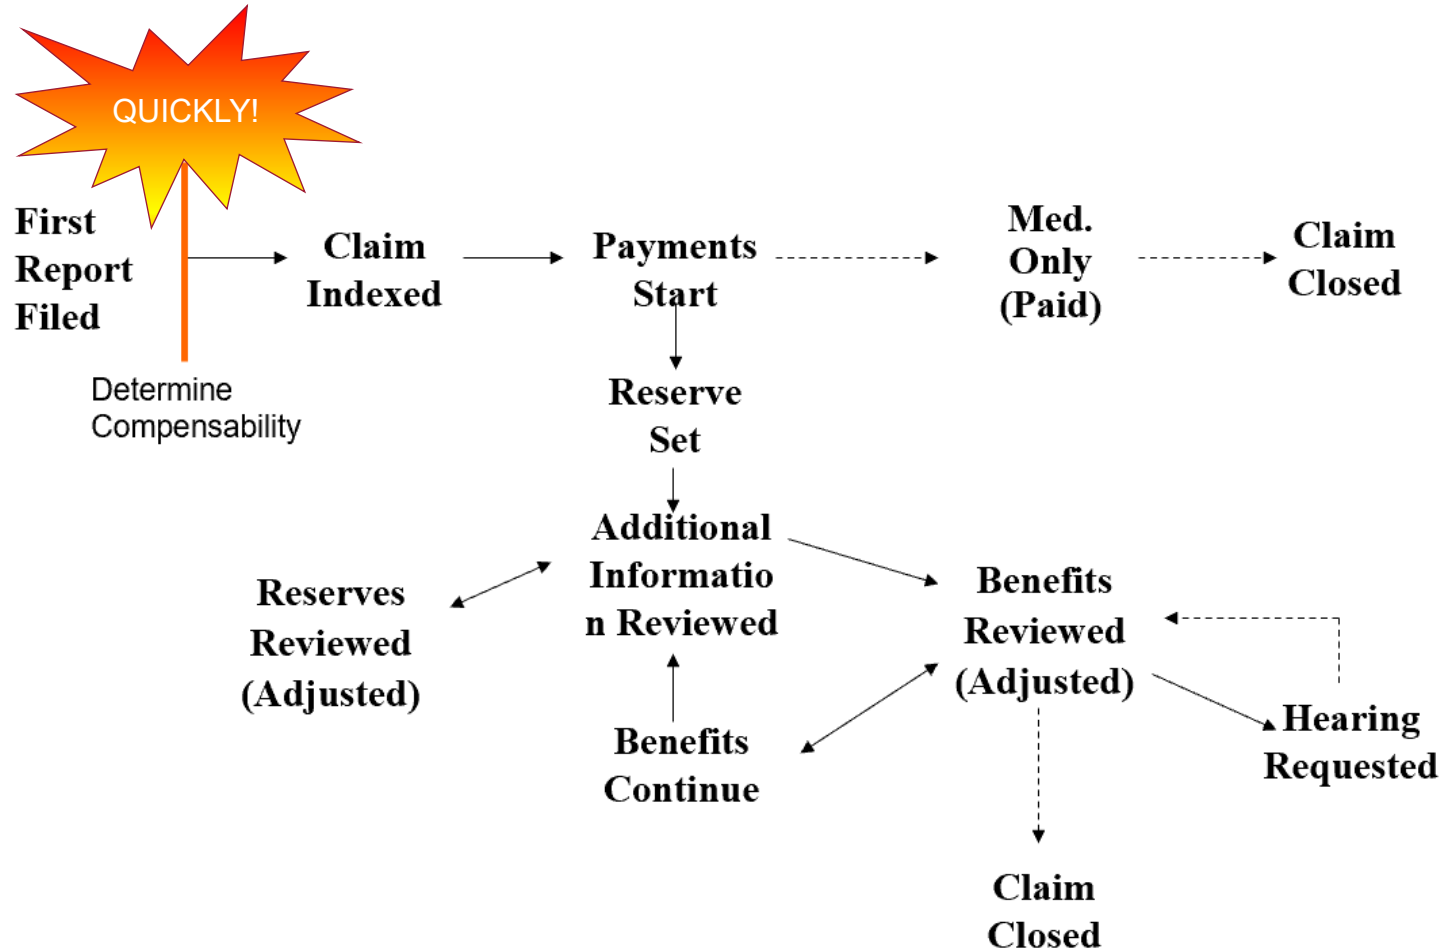 QUICKLY!
First
Report
Filed
Determine
Compensability
Claim
Indexed
Payments
Start
Med.
Only
(Paid)
Claim
Closed
Reserve
Set
Additional
Informatio
n Reviewed
Reserves
Reviewed
(Adjusted)
Benefits
Reviewed
(Adjusted)
Benefits
Continue
Hearing
Requested
Claim
Closed